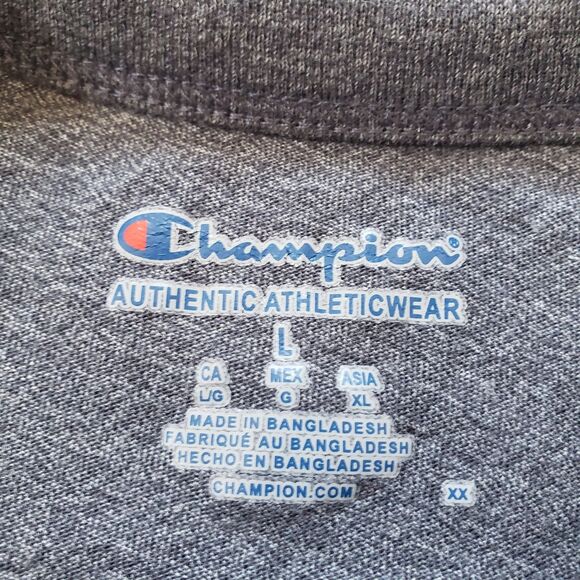 Champion®
AUTHENTIC ATHLETICWEAR
L
CA MEX ASIA
L/G G XL
MADE IN BANGLADESH
FABRIQUÉ AU BANGLADESH
HECHO EN BANGLADESH
CHAMPION.COM
XX